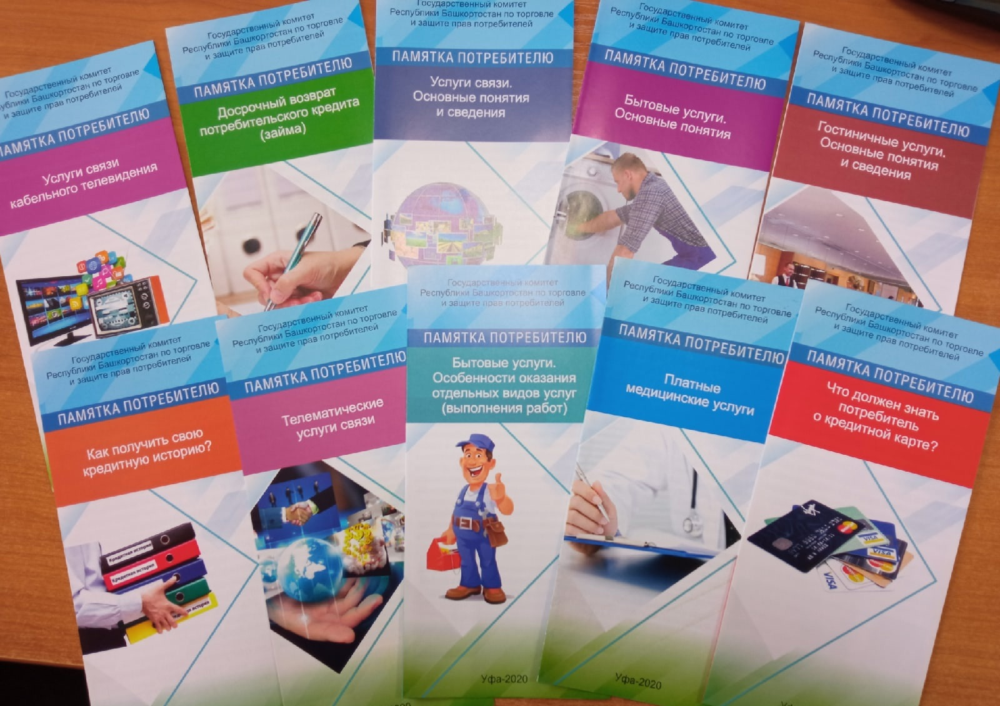 Государственный комитет
Республики Башкортостан по торговле
и защите прав потребителей
ПАМЯТКА ПОТРЕБИТЕЛЮ
Услуги связи
кабельного телевидения
Государственный комитет
Республики Башкортостан по торговле
и защите прав потребителей
ПАМЯТКА ПОТРЕБИТЕЛЮ
Досрочный возврат
потребительского кредита
(займа)
Государственный комитет
Республики Башкортостан по торговле
и защите прав потребителей
ПАМЯТКА ПОТРЕБИТЕЛЮ
Услуги связи.
Основные понятия
и сведения
Государственный комитет
Республики Башкортостан по торговле
и защите прав потребителей
ПАМЯТКА ПОТРЕБИТЕЛЮ
Бытовые услуги.
Основные понятия
Государственный комитет
Республики Башкортостан по торговле
и защите прав потребителей
ПАМЯТКА ПОТРЕБИТЕЛЮ
Гостиничные услуги.
Основные понятия
и сведения
Государственный комитет
Республики Башкортостан по торговле
и защите прав потребителей
ПАМЯТКА ПОТРЕБИТЕЛЮ
Как получить свою
кредитную историю?
Кредитная история
Кредитная история
история
Государственный комитет
Республики Башкортостан по торговле
и защите прав потребителей
ПАМЯТКА ПОТРЕБИТЕЛЮ
Телематические
услуги связи
Государственный комитет
Республики Башкортостан по торговле
и защите прав потребителей
ПАМЯТКА ПОТРЕБИТЕЛЮ
Бытовые услуги.
Особенности оказания
отдельных видов услуг
(выполнения работ)
Уфа-2020
Государственный комитет
Республики Башкортостан по торговле
и защите прав потребителей
ПАМЯТКА ПОТРЕБИТЕЛЮ
Платные
медицинские услуги
Уфа-2020
Государственный комитет
Республики Башкортостан по торговле
и защите прав потребителей
ПАМЯТКА ПОТРЕБИТЕЛЮ
Что должен знать
потребитель
о кредитной карте?
MasterCard
VISA
VISA
VISA
MasterCard